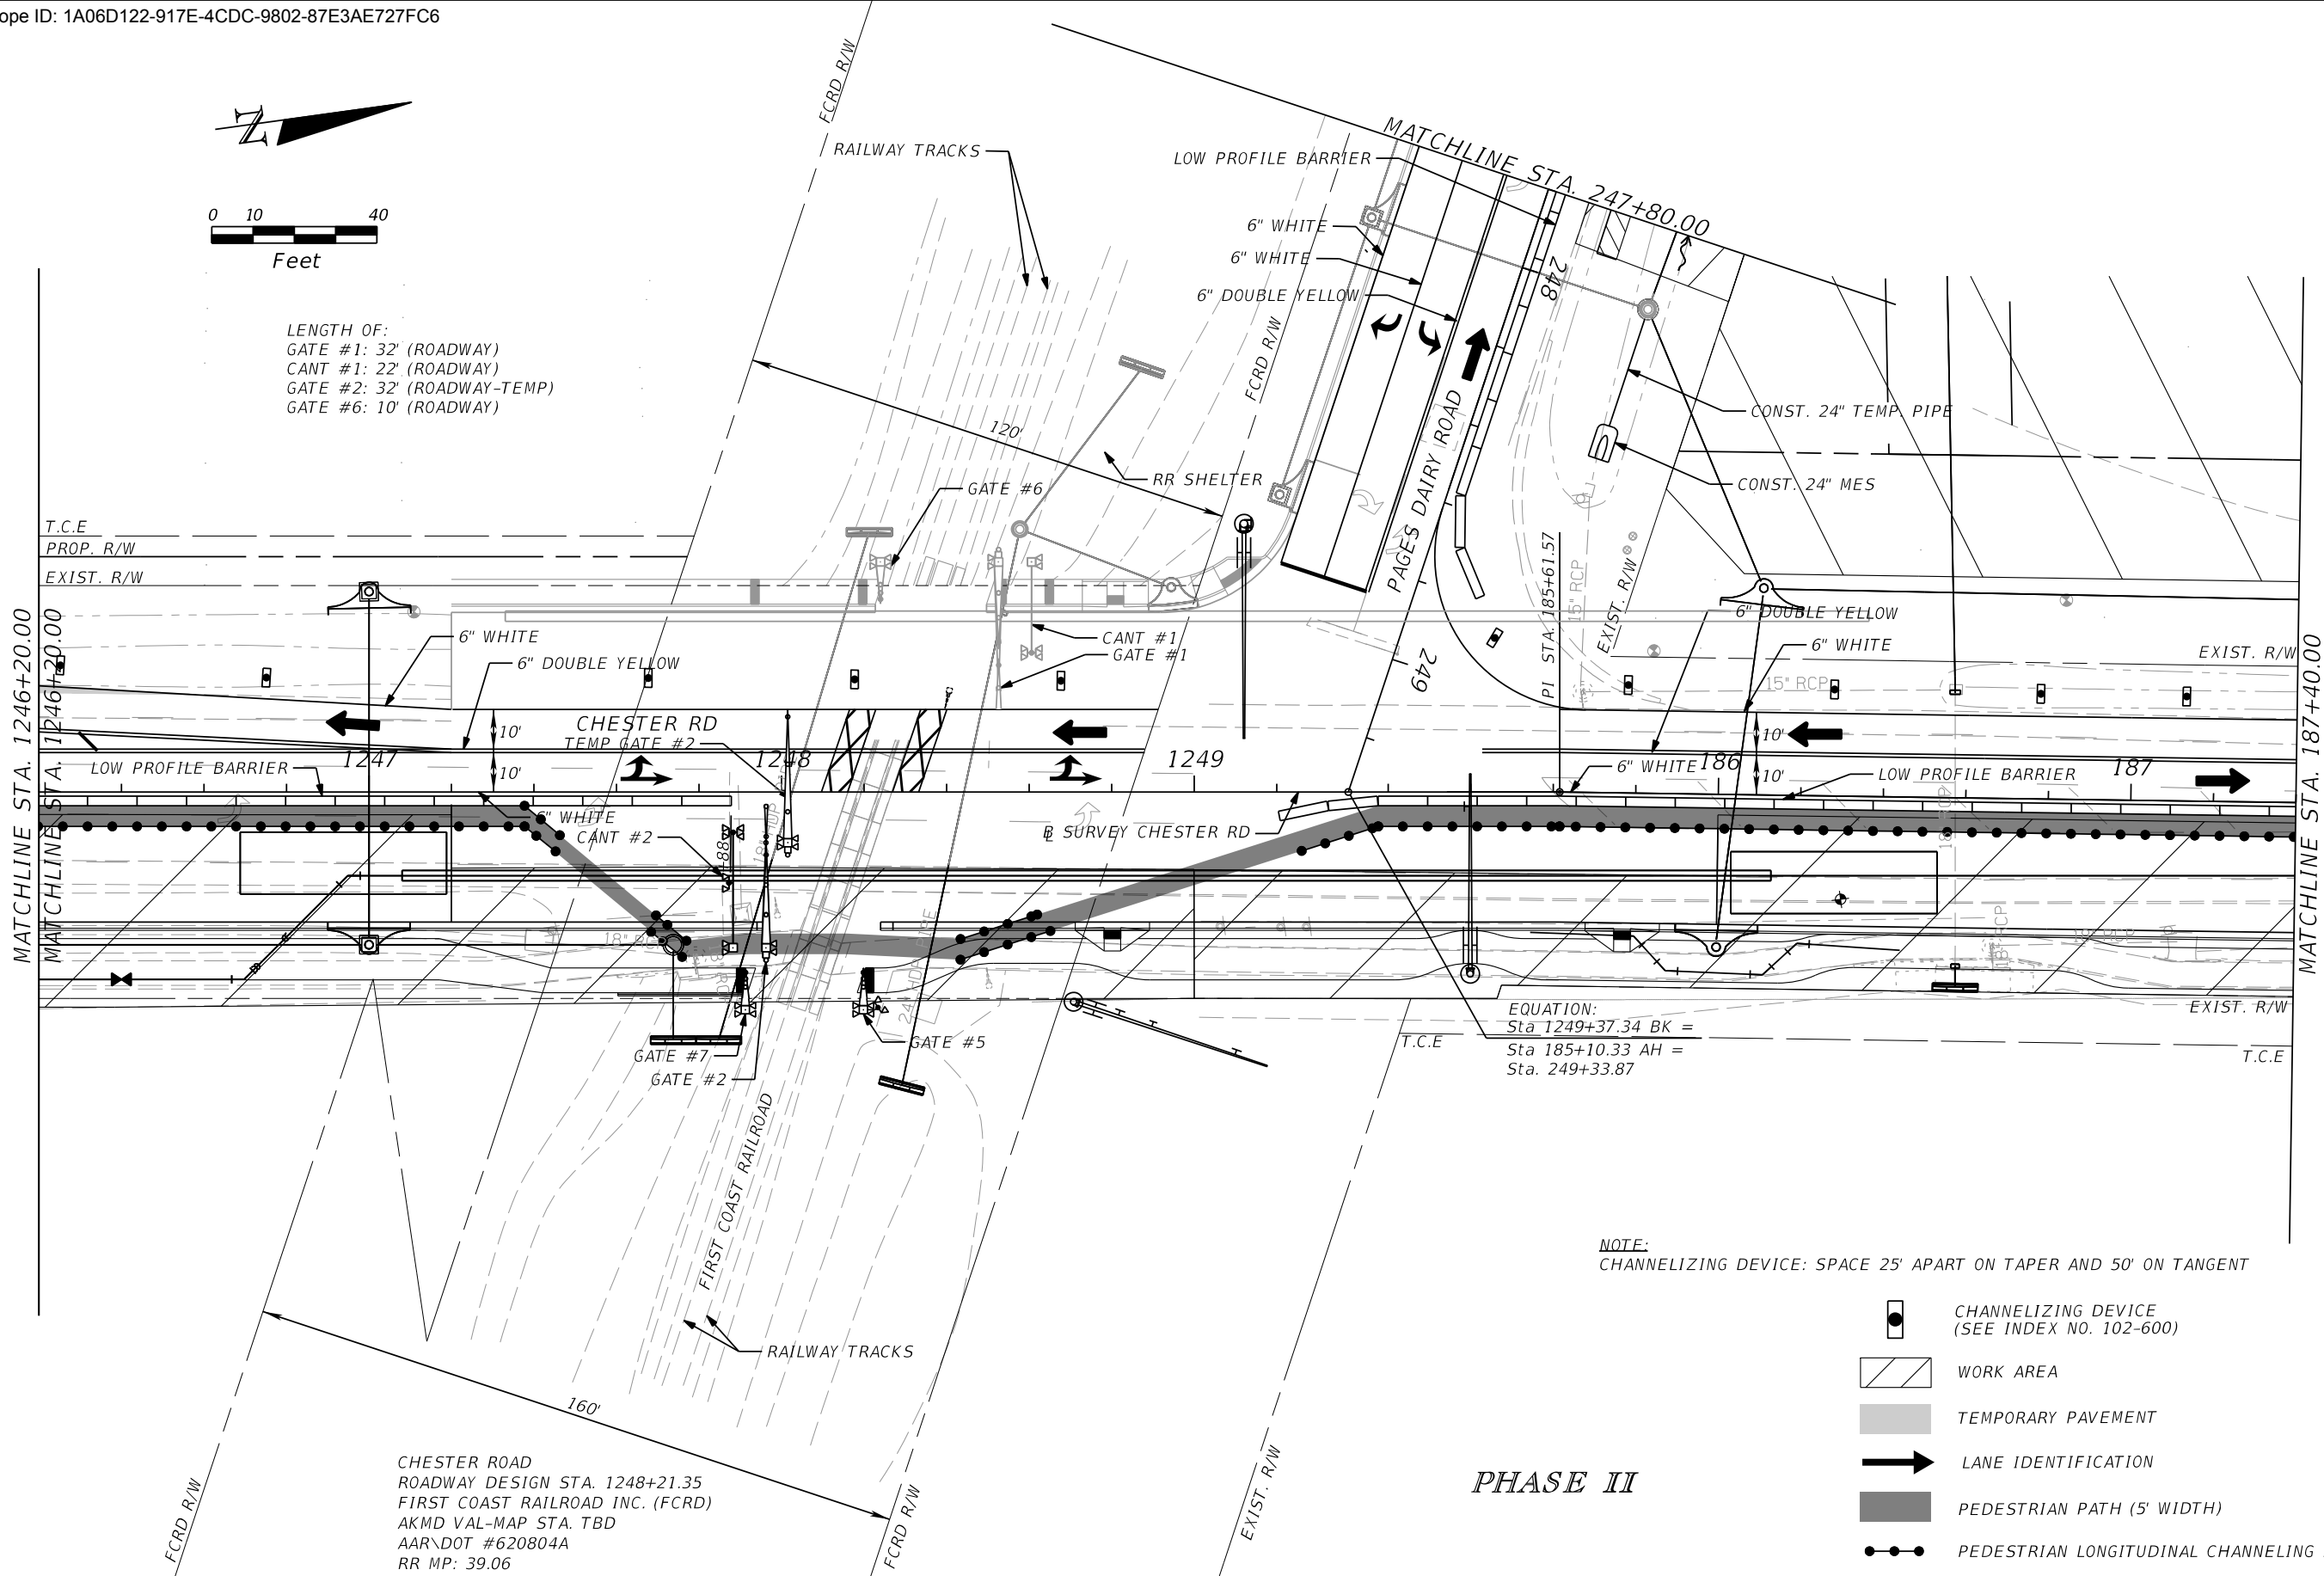 ope ID: 1A06D122-917E-4CDC-9802-87E3AE727FC6
FCRD R/W
RAILWAY TRACKS
LOW PROFILE BARRIER
MATCHLINE STA. 247+80.00
0 10 40
Feet
6" WHITE
6" WHITE
6" DOUBLE YELLOW
248
FCRD R/W
LENGTH OF:
GATE #1: 32' (ROADWAY)
CANT #1: 22' (ROADWAY)
GATE #2: 32' (ROADWAY-TEMP)
GATE #6: 10' (ROADWAY)
120'
PAGES DAIRY ROAD
CONST. 24" TEMP. PIPE
RR SHELTER
GATE #6
CONST. 24" MES
T.C.E
PROP. R/W
EXIST. R/W
PI STA. 185+61.57
15" RCP
EXIST. R/W
6" DOUBLE YELLOW
6" WHITE
CANT #1
GATE #1
6" WHITE
6" DOUBLE YELLOW
EXIST. R/W
249
15" RCP
MATCHLINE STA. 1246+20.00
MATCHLINE STA. 1246+20.00
MATCHLINE STA. 187+40.00
CHESTER RD
10'
10'
TEMP GATE #2
1247
1248
1249
186
187
10'
10'
LOW PROFILE BARRIER
6" WHITE
LOW PROFILE BARRIER
6" WHITE
CANT #2
+88
B SURVEY CHESTER RD
18" RCP
EXIST. R/W
EQUATION:
Sta 1249+37.34 BK =
Sta 185+10.33 AH =
Sta. 249+33.87
T.C.E
T.C.E
GATE #7
GATE #5
GATE #2
FIRST COAST RAILROAD
NOTE:
CHANNELIZING DEVICE: SPACE 25' APART ON TAPER AND 50' ON TANGENT
CHANNELIZING DEVICE
(SEE INDEX NO. 102-600)
WORK AREA
TEMPORARY PAVEMENT
LANE IDENTIFICATION
PEDESTRIAN PATH (5' WIDTH)
PEDESTRIAN LONGITUDINAL CHANNELING
RAILWAY TRACKS
160'
PHASE II
CHESTER ROAD
ROADWAY DESIGN STA. 1248+21.35
FIRST COAST RAILROAD INC. (FCRD)
AKMD VAL-MAP STA. TBD
AAR\DOT #620804A
RR MP: 39.06
FCRD R/W
FCRD R/W
EXIST. R/W